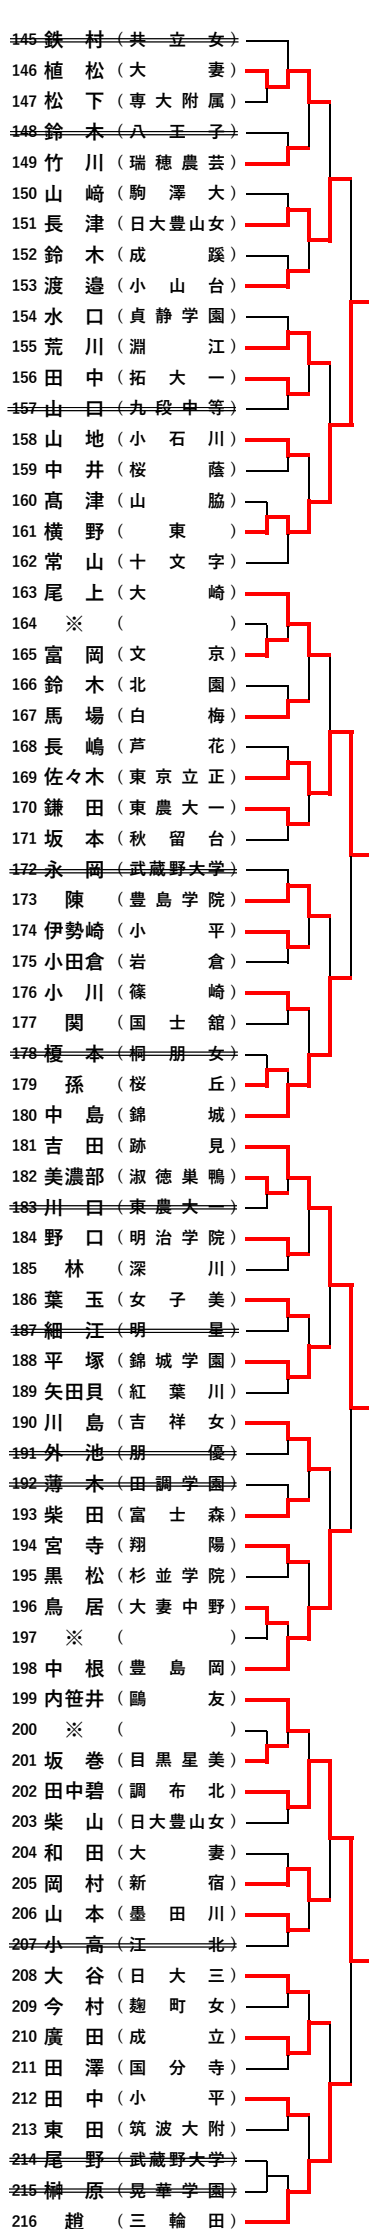 145 鉄村（共立女）
146 植松（大妻）
147 松下（専大附属）
148 鈴木（八王子）
149 竹川（瑞穂農芸）
150 山﨑（駒澤大）
151 長津（日大豊山女）
152 鈴木（成蹊）
153 渡邉（小山台）
154 水口（貞静学園）
155 荒川（淵江）
156 田中（拓大一）
157 山口（九段中等）
158 山地（小石川）
159 中井（桜蔭）
160 髙津（山脇）
161 横野（東）
162 常山（十文字）
163 尾上（大崎）
164 ※（ ）
165 富岡（文京）
166 鈴木（北園）
167 馬場（白梅）
168 長嶋（芦花）
169 佐々木（東京立正）
170 鎌田（東農大一）
171 坂本（秋留台）
172 永岡（武蔵野大学）
173 陳（豊島学院）
174 伊勢崎（小平）
175 小田倉（岩倉）
176 小川（篠崎）
177 関（国士舘）
178 榎本（桐朋女）
179 孫（桜丘）
180 中島（錦城）
181 吉田（跡見）
182 美濃部（淑徳巣鴨）
183 川口（東農大一）
184 野口（明治学院）
185 林（深川）
186 葉玉（女子美）
187 細江（明星）
188 平塚（錦城学園）
189 矢田貝（紅葉川）
190 川島（吉祥女）
191 外池（朋優）
192 薄木（田調学園）
193 柴田（富士森）
194 宮寺（翔陽）
195 黒松（杉並学院）
196 鳥居（大妻中野）
197 ※（ ）
198 中根（豊島岡）
199 内笹井（鷗友）
200 ※（ ）
201 坂巻（目黒星美）
202 田中碧（調布北）
203 柴山（日大豊山女）
204 和田（大妻）
205 岡村（新宿）
206 山本（墨田川）
207 小高（江北）
208 大谷（日大三）
209 今村（麹町女）
210 廣田（成立）
211 田澤（国分寺）
212 田中（小平）
213 東田（筑波大附）
214 尾野（武蔵野大学）
215 榊原（晃華学園）
216 趙（三輪田）